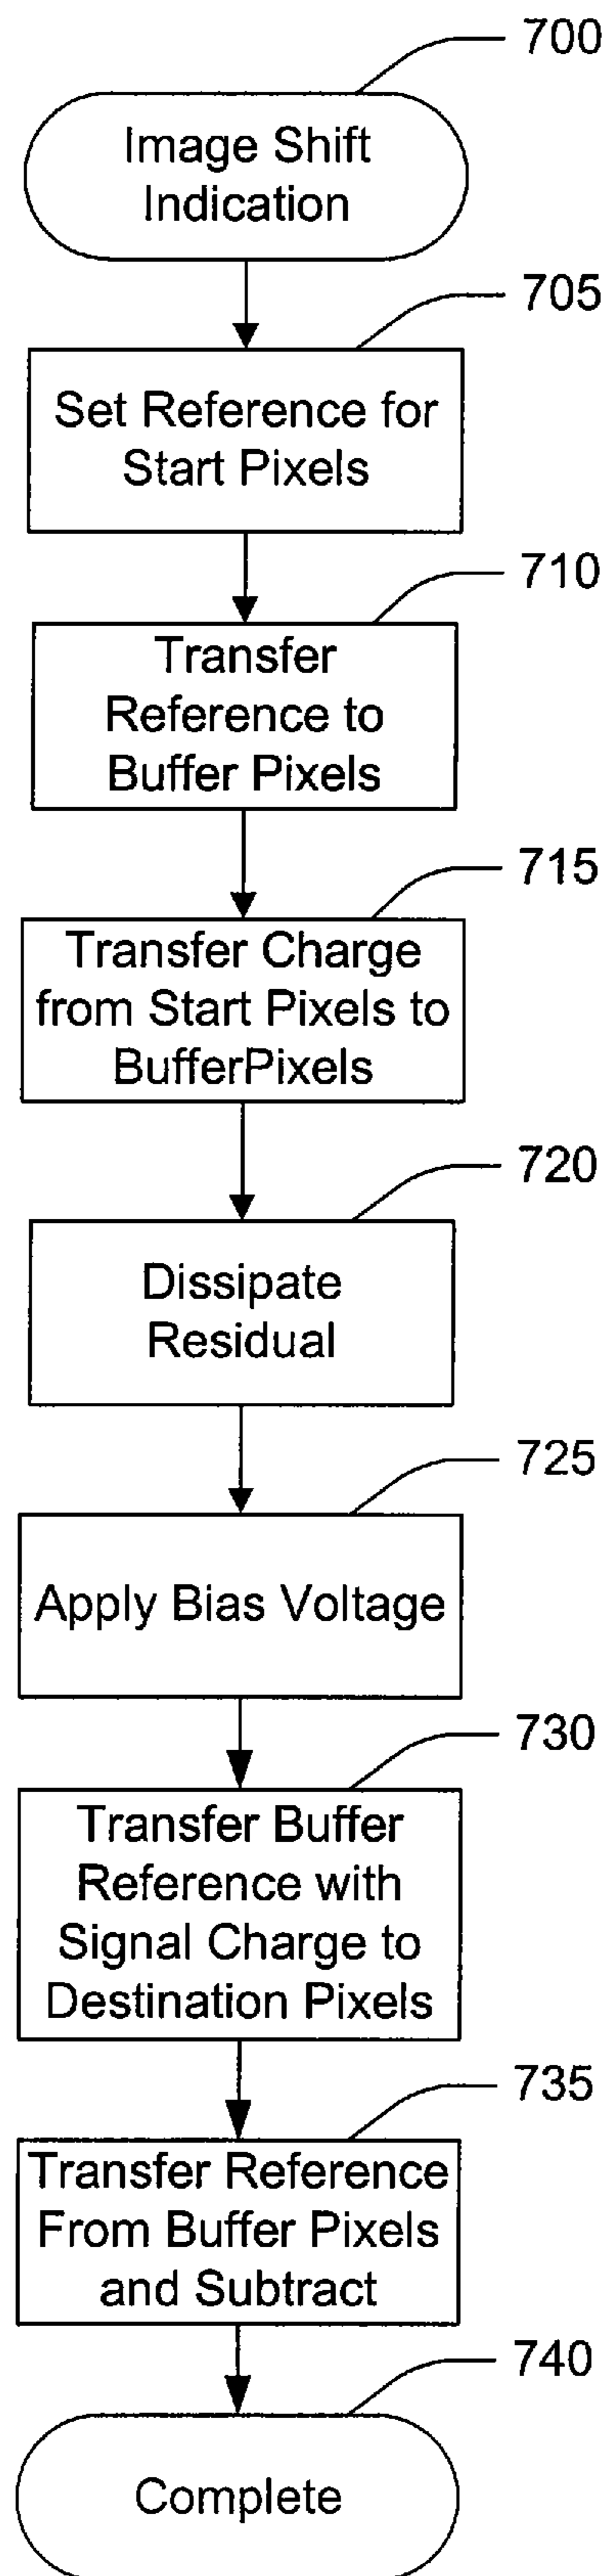 700
Image Shift
Indication
705
Set Reference for
Start Pixels
710
Transfer
Reference to
Buffer Pixels
715
Transfer Charge
from Start Pixels to
BufferPixels
720
Dissipate
Residual
725
Apply Bias Voltage
730
Transfer Buffer
Reference with
Signal Charge to
Destination Pixels
735
Transfer Reference
From Buffer Pixels
and Subtract
740
Complete